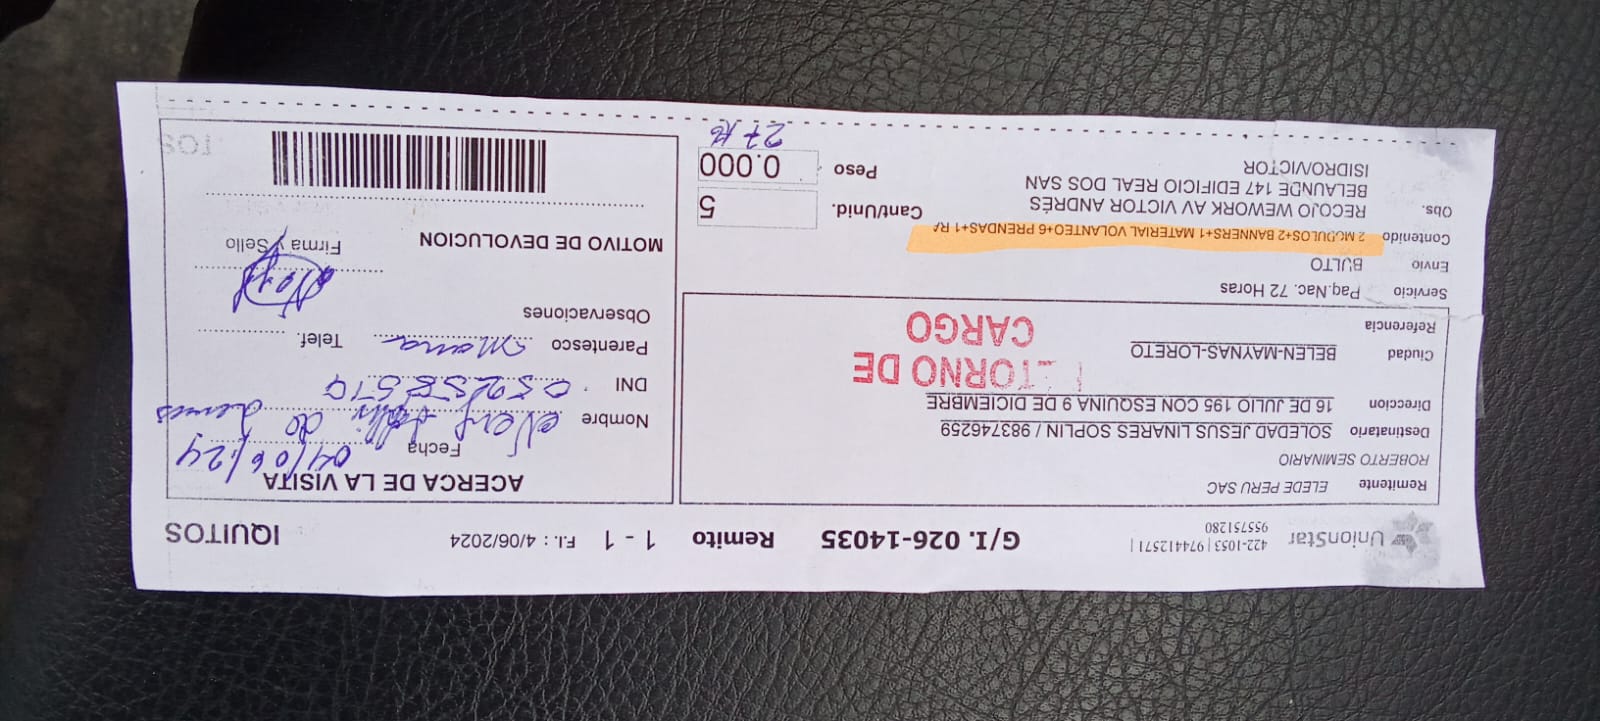 UnionStar
422-1053 | 974412571 |
955751280
G/I. 026-14035
Remito 1 - 1
F.I. : 4/06/2024
IQUITOS
Remitente ELEDE PERU SAC
ROBERTO SEMINARIO
Destinatario SOLEDAD JESUS LINARES SOPLIN / 983746259
Direccion 16 DE JULIO 195 CON ESQUINA 9 DE DICIEMBRE
Ciudad BELEN-MAYNAS-LORETO
Referencia
TORNO DE
CARGO
Servicio Paq.Nac. 72 Horas
Envio BULTO
Contenido 2 MODULOS+2 BANNERS+1 MATERIAL VOLANTEO+6 PRENDAS+1 RA
Obs. RECOJO WEWORK AV VICTOR ANDRÉS
BELAUNDE 147 EDIFICIO REAL DOS SAN
ISIDROVICTOR
Cant/Unid. 5
Peso 0.000
27 K
ACERCA DE LA VISITA
Fecha 04/06/24
Nombre
DNI
Parentesco Mama Telef.
Observaciones
Firma y Sello
MOTIVO DE DEVOLUCION